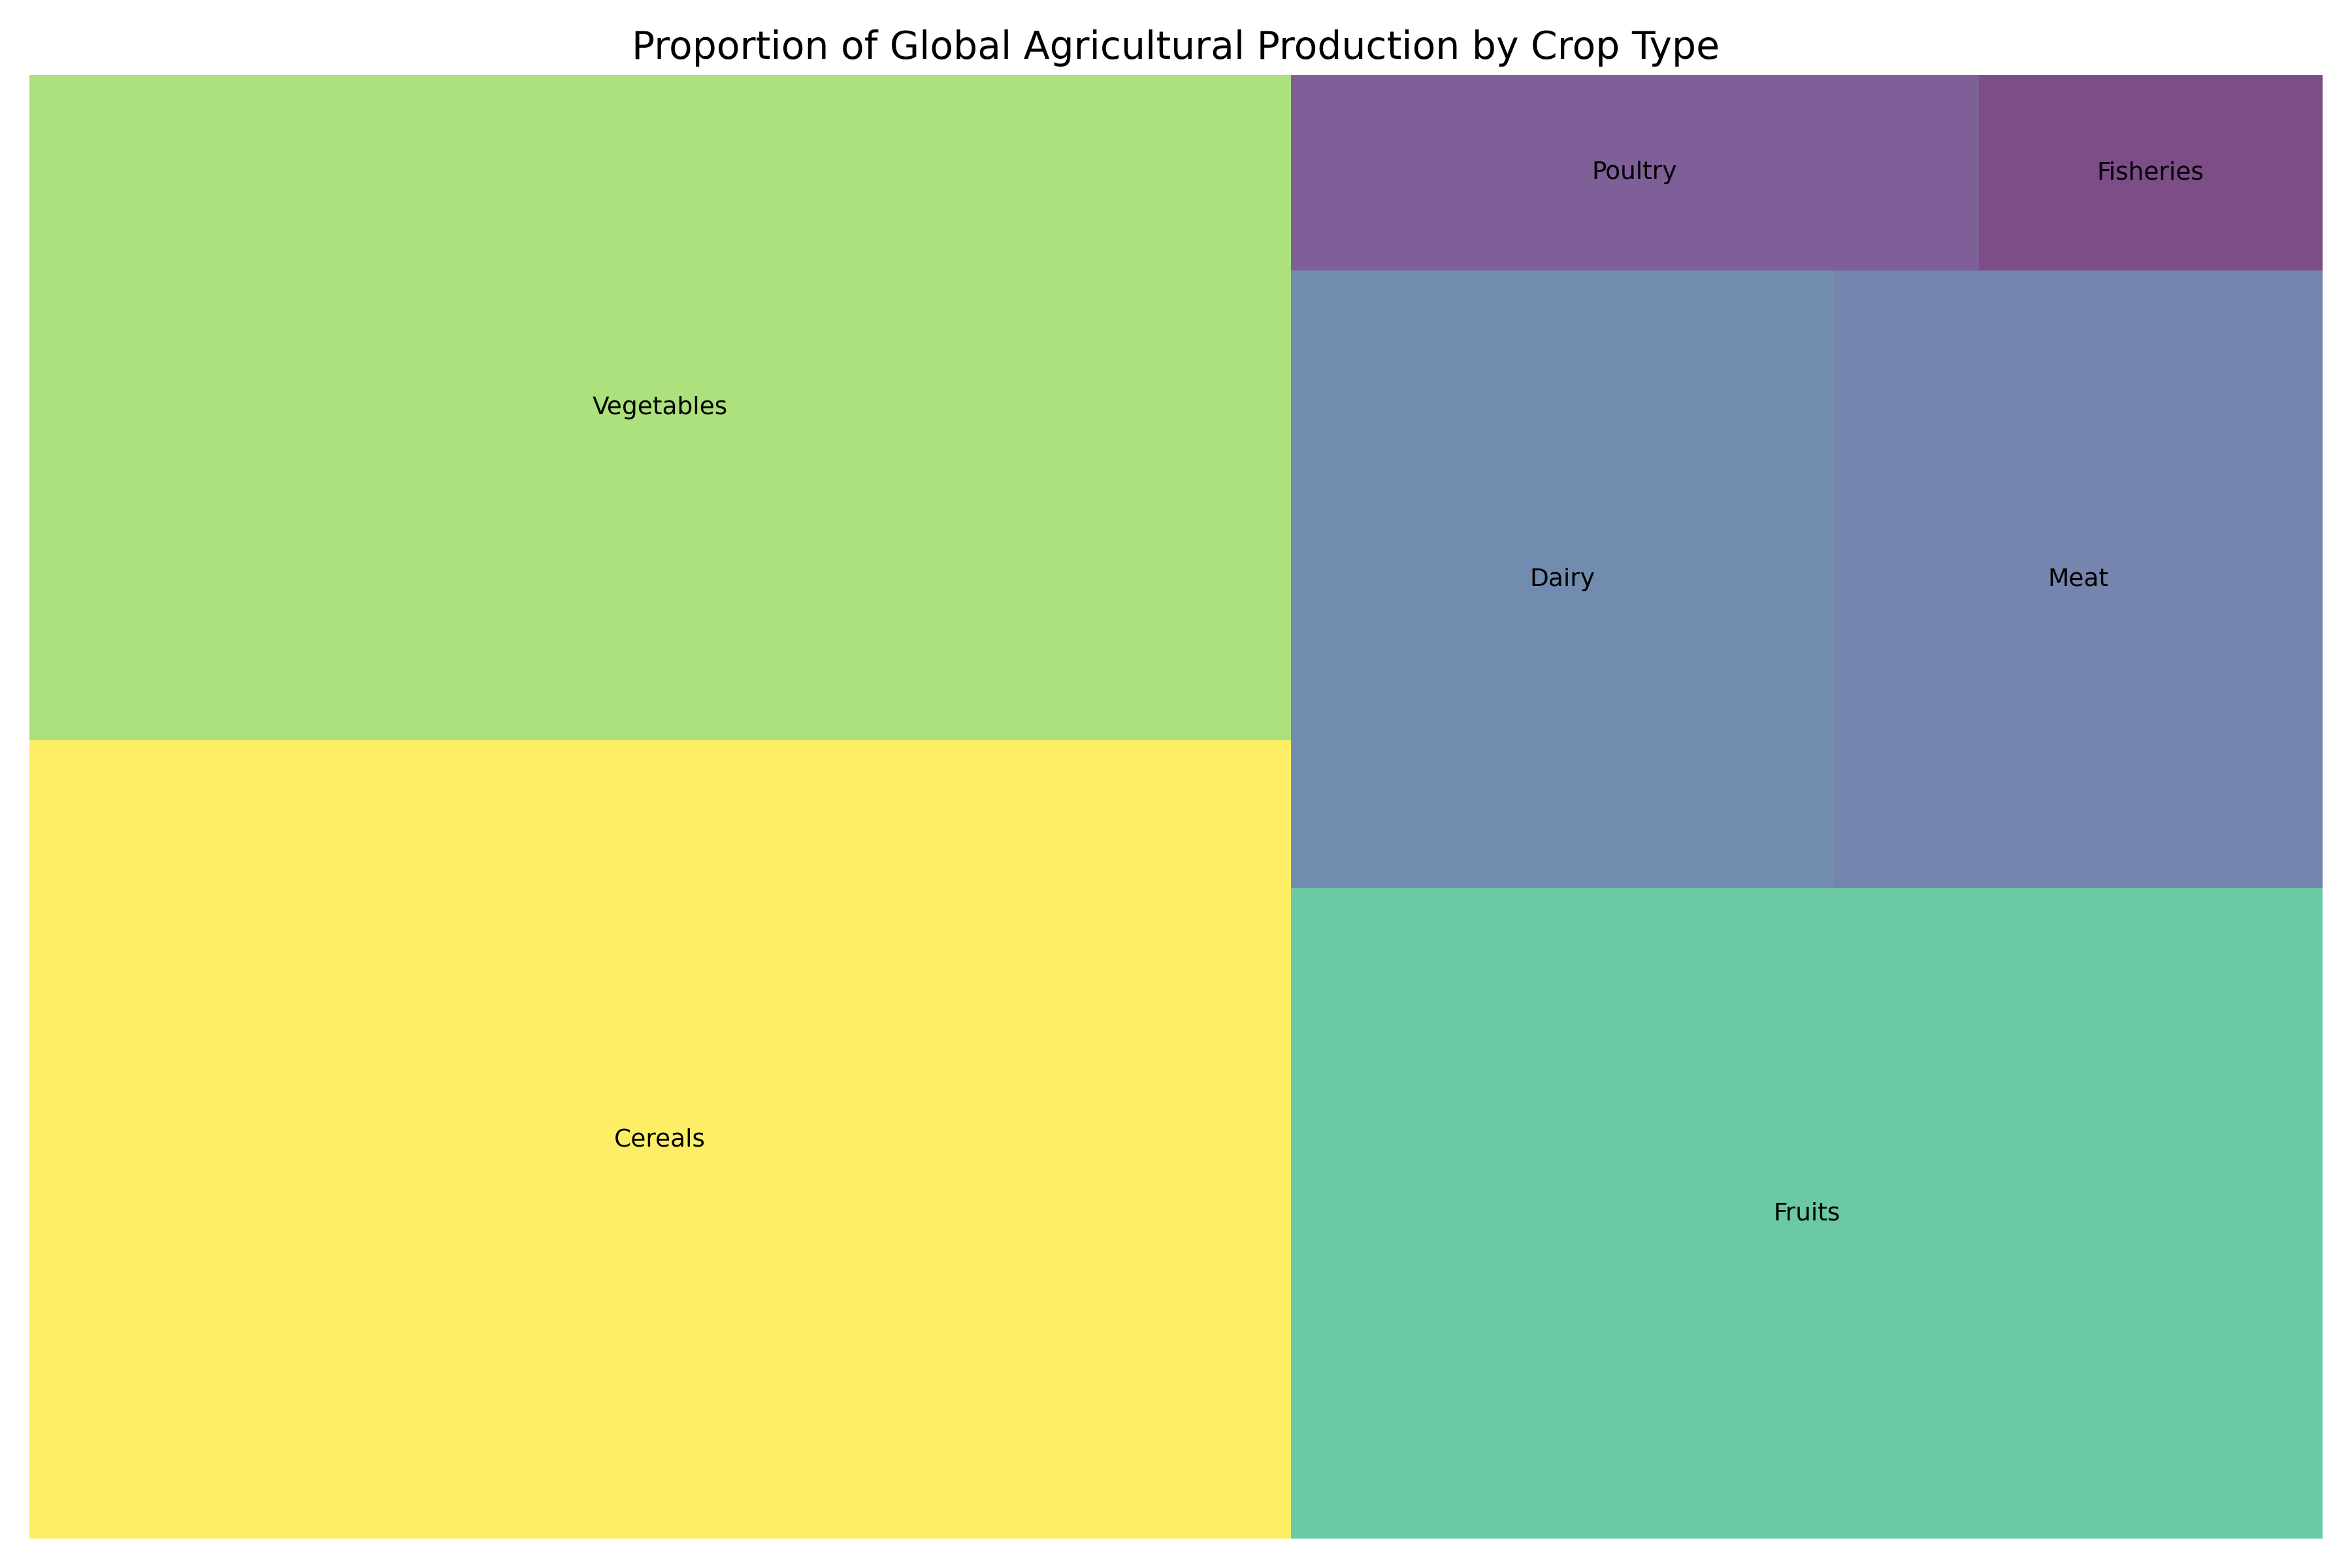 Proportion of Global Agricultural Production by Crop Type
Poultry
Fisheries
Vegetables
Dairy
Meat
Cereals
Fruits